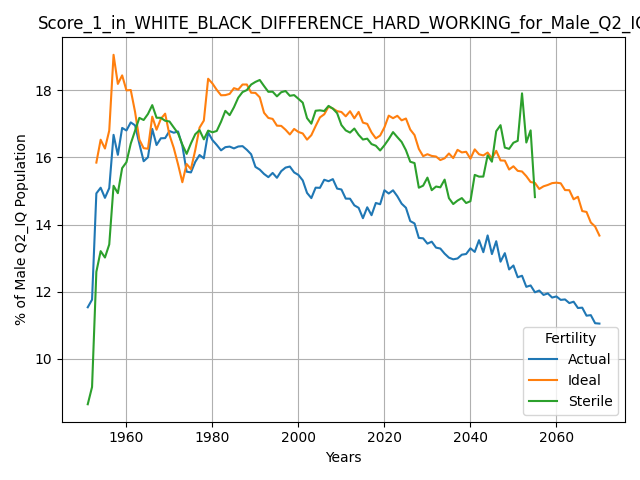 Score_1_in_WHITE_BLACK_DIFFERENCE_HARD_WORKING_for_Male_Q2_IQ
18
16
14
12
10
% of Male Q2_IQ Population
1960
1980
2000
2020
2040
2060
Years
Fertility
Actual
Ideal
Sterile